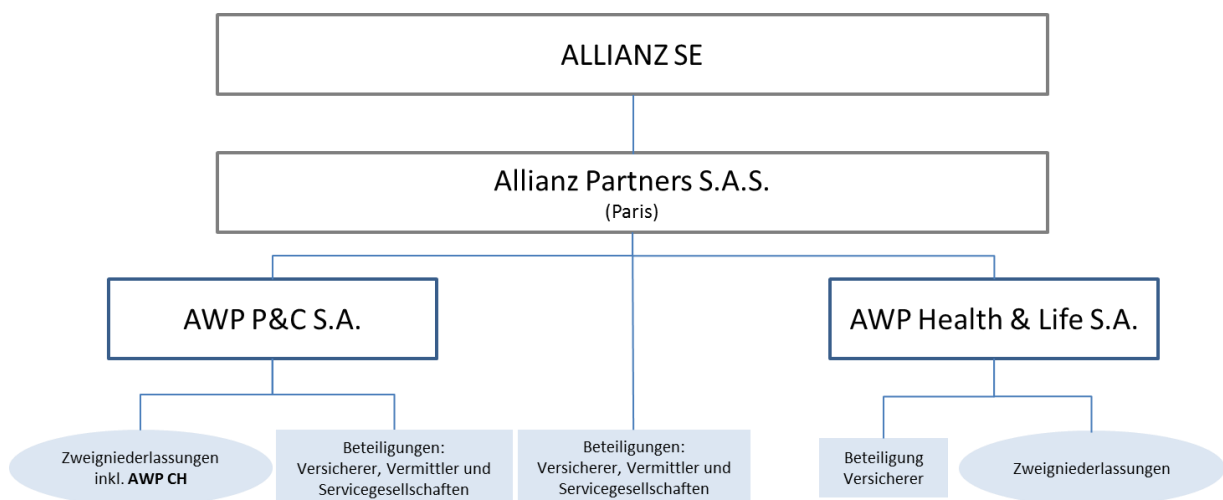 ALLIANZ SE
Allianz Partners S.A.S.
(Paris)
AWP P&C S.A.
AWP Health & Life S.A.
Zweigniederlassungen
inkl. AWP CH
Beteiligungen:
Versicherer, Vermittler und
Servicegesellschaften
Beteiligungen:
Versicherer, Vermittler und
Servicegesellschaften
Beteiligung
Versicherer
Zweigniederlassungen